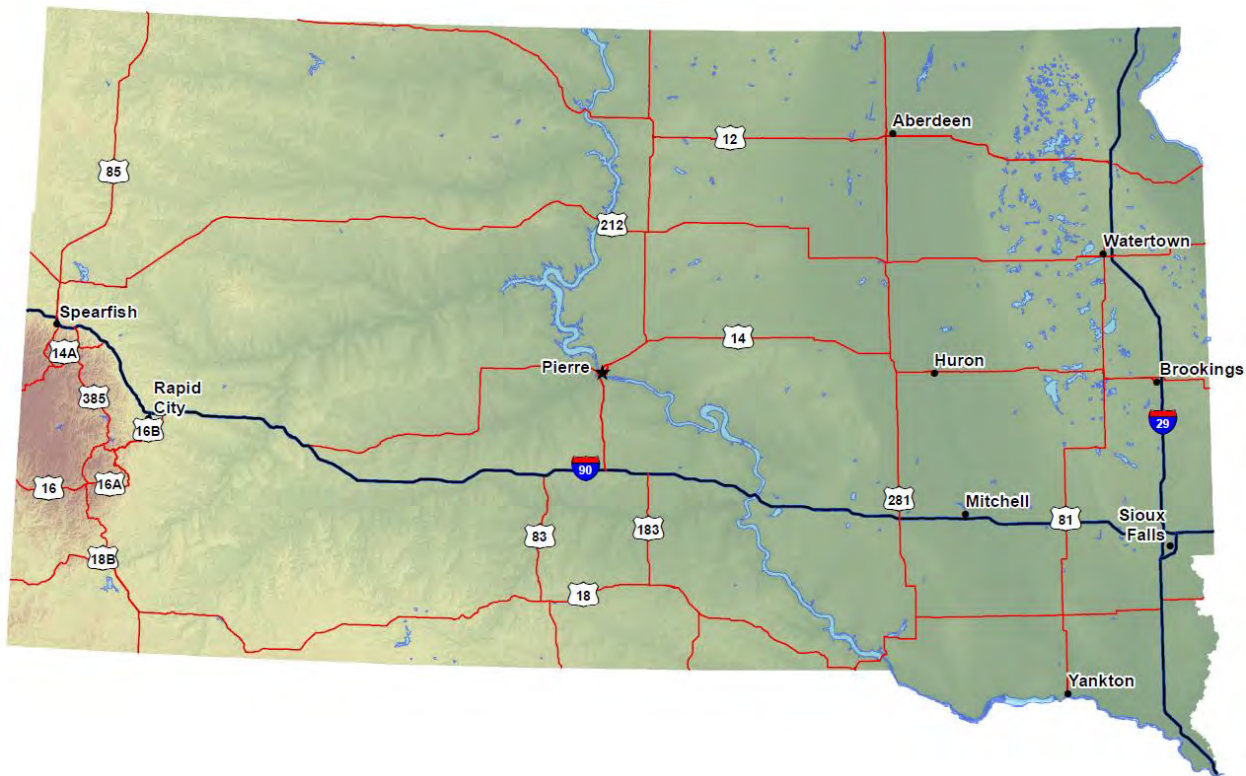 Aberdeen
12
85
212
Watertown
Spearfish
14
14A
Pierre
Huron
Brookings
Rapid
City
385
16B
29
90
16
16A
Mitchell
281
81
Sioux
Falls
83
183
18B
18
Yankton